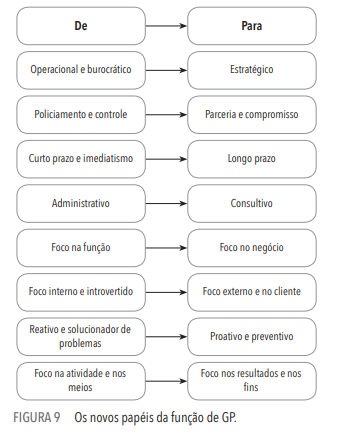 De Para
Operacional e burocrático Estratégico
Policiamento e controle Parceria e compromisso
Curto prazo e imediatismo Longo prazo
Administrativo Consultivo
Foco na função Foco no negócio
Foco interno e introvertido Foco externo e no cliente
Reativo e solucionador de
problemas
Proativo e preventivo
Foco na atividade e nos
meios
Foco nos resultados e nos
fins
FIGURA 9 Os novos papéis da função de GP.